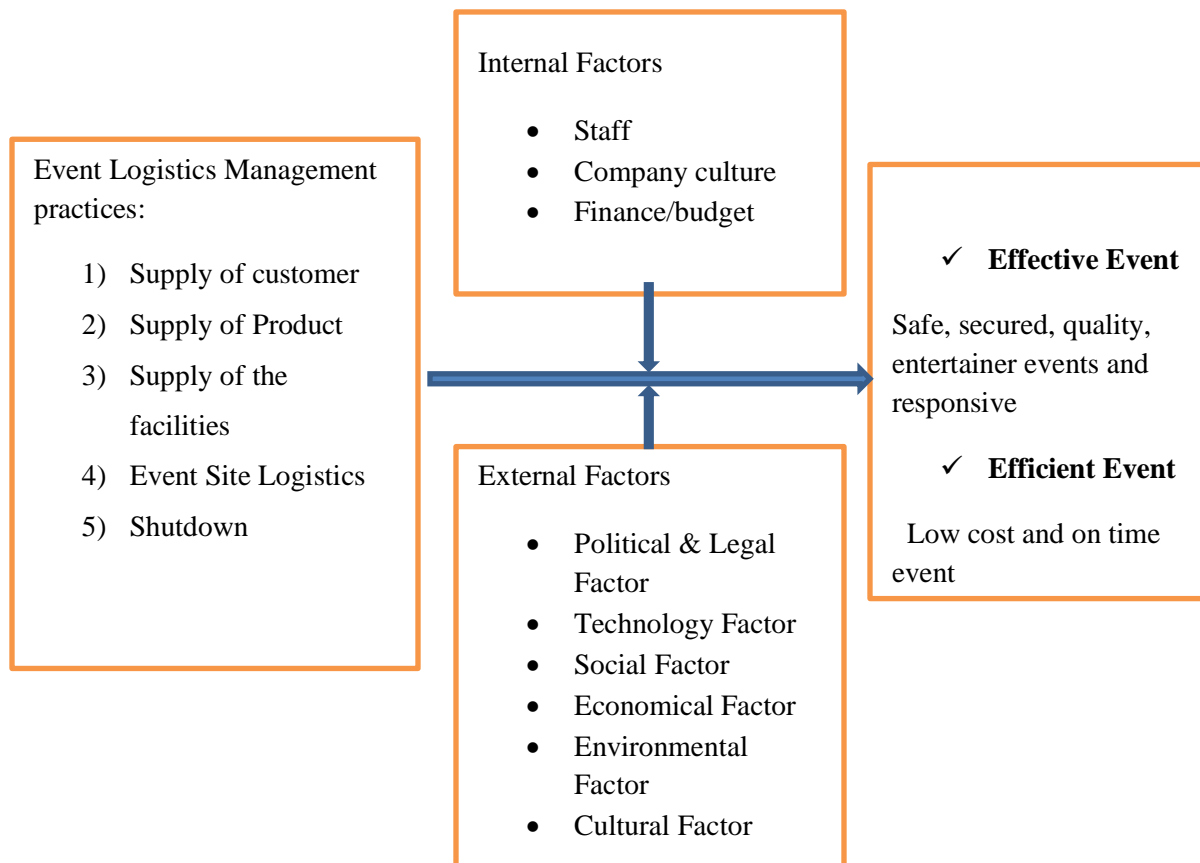 Internal Factors
• Staff
• Company culture
• Finance/budget
Event Logistics Management
practices:
1) Supply of customer
2) Supply of Product
3) Supply of the
facilities
4) Event Site Logistics
5) Shutdown
✓ Effective Event
Safe, secured, quality,
entertainer events and
responsive
✓ Efficient Event
Low cost and on time
event
External Factors
• Political & Legal
Factor
• Technology Factor
• Social Factor
• Economical Factor
• Environmental
Factor
• Cultural Factor